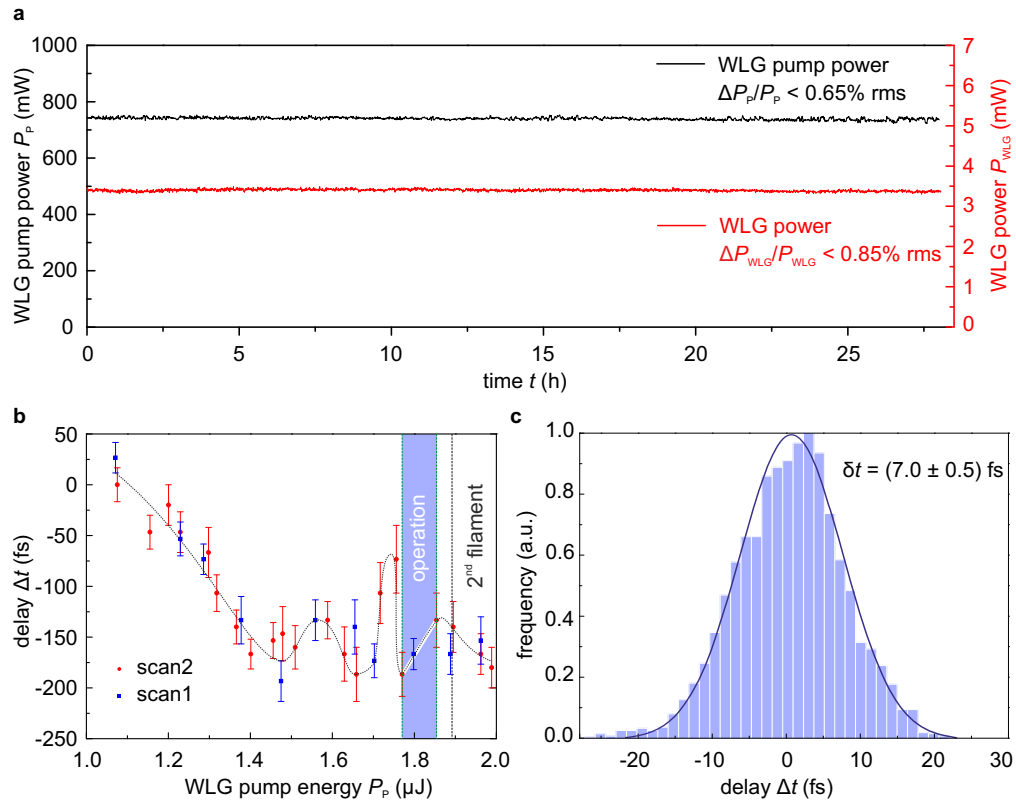 a
1000
800
600
400
200
0
WLG pump power P_P (mW)
7
6
5
4
3
2
1
0
WLG power P_WLG (mW)
WLG pump power
ΔP_P/P_P < 0.65% rms
WLG power
ΔP_WLG/P_WLG < 0.85% rms
0 5 10 15 20 25
time t (h)
b
50
25
0
-50
-100
-150
-200
-250
delay Δt (fs)
operation
2nd filament
scan2
scan1
1.0 1.2 1.4 1.6 1.8 2.0
WLG pump energy P_P (µJ)
c
1.0
0.8
0.6
0.4
0.2
0.0
frequency (a.u.)
δt = (7.0 ± 0.5) fs
-20 -10 0 10 20 30
delay Δt (fs)